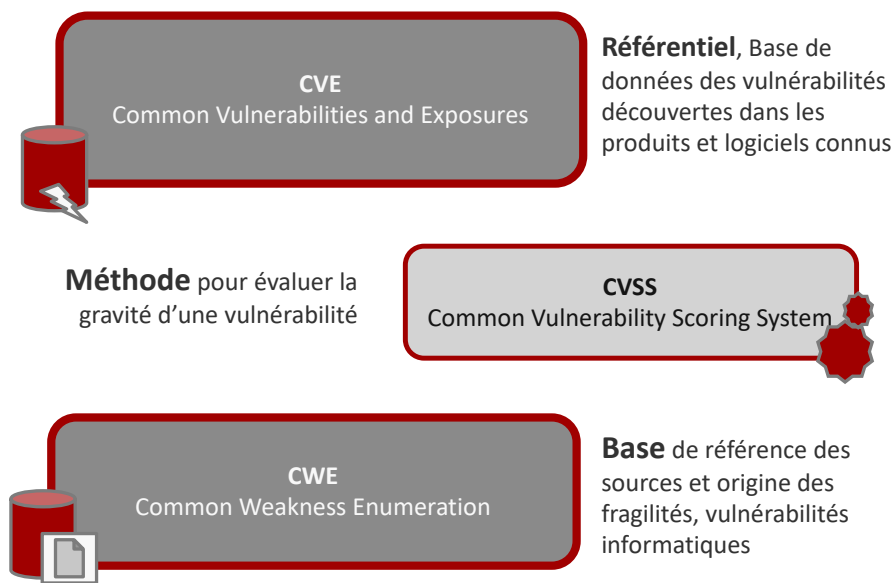 CVE
Common Vulnerabilities and Exposures
Référentiel, Base de
données des vulnérabilités
découvertes dans les
produits et logiciels connus
Méthode pour évaluer la
gravité d’une vulnérabilité
CVSS
Common Vulnerability Scoring System
CWE
Common Weakness Enumeration
Base de référence des
sources et origine des
fragilités, vulnérabilités
informatiques